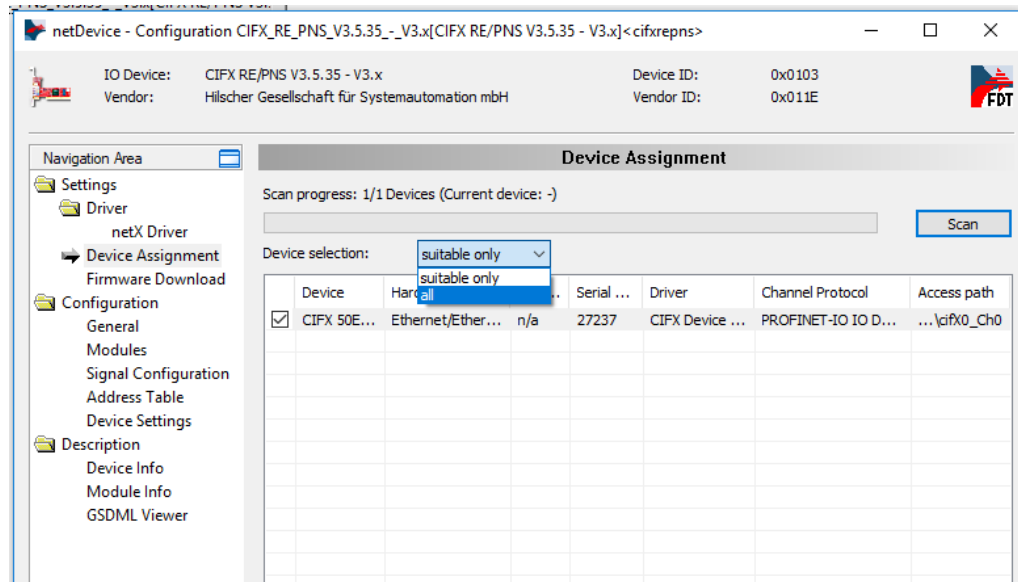 netDevice - Configuration CIFX_RE_PNS_V3.5.35_-_V3.x[CIFX RE/PNS V3.5.35 - V3.x]<cifxrepns>
IO Device: CIFX RE/PNS V3.5.35 - V3.x Device ID: 0x0103
Vendor: Hilscher Gesellschaft für Systemautomation mbH Vendor ID: 0x011E
FDT
Navigation Area
Settings
Driver
netX Driver
Device Assignment
Firmware Download
Configuration
General
Modules
Signal Configuration
Address Table
Device Settings
Description
Device Info
Module Info
GSDML Viewer
Device Assignment
Scan progress: 1/1 Devices (Current device: -)
Scan
Device selection: suitable only
suitable only
all
Device Serial ... Driver Channel Protocol Access path
CIFX 50E... Ethernet/Ether... n/a 27237 CIFX Device ... PROFINET-IO IO D... ...\cifX0_Ch0